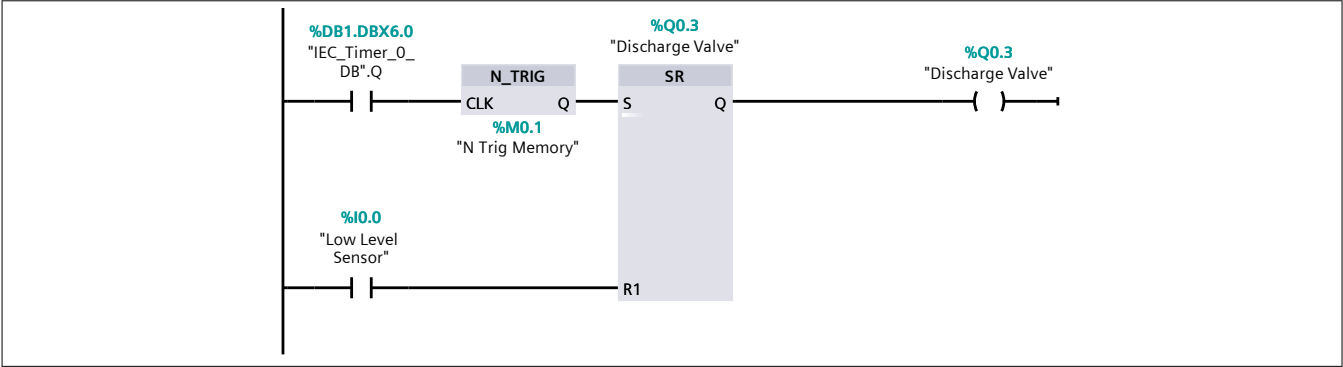 %DB1.DBX6.0
"IEC_Timer_0_
DB".Q
N_TRIG
CLK Q
%M0.1
"N Trig Memory"
%Q0.3
"Discharge Valve"
SR
S Q
R1
%Q0.3
"Discharge Valve"
%I0.0
"Low Level
Sensor"